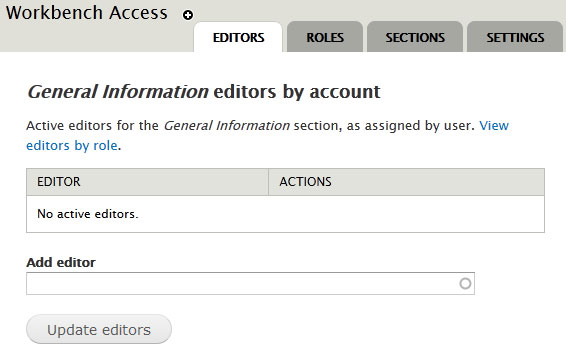 Workbench Access
EDITORS ROLES SECTIONS SETTINGS
General Information editors by account
Active editors for the General Information section, as assigned by user. View
editors by role.
EDITOR ACTIONS
No active editors.
Add editor
Update editors